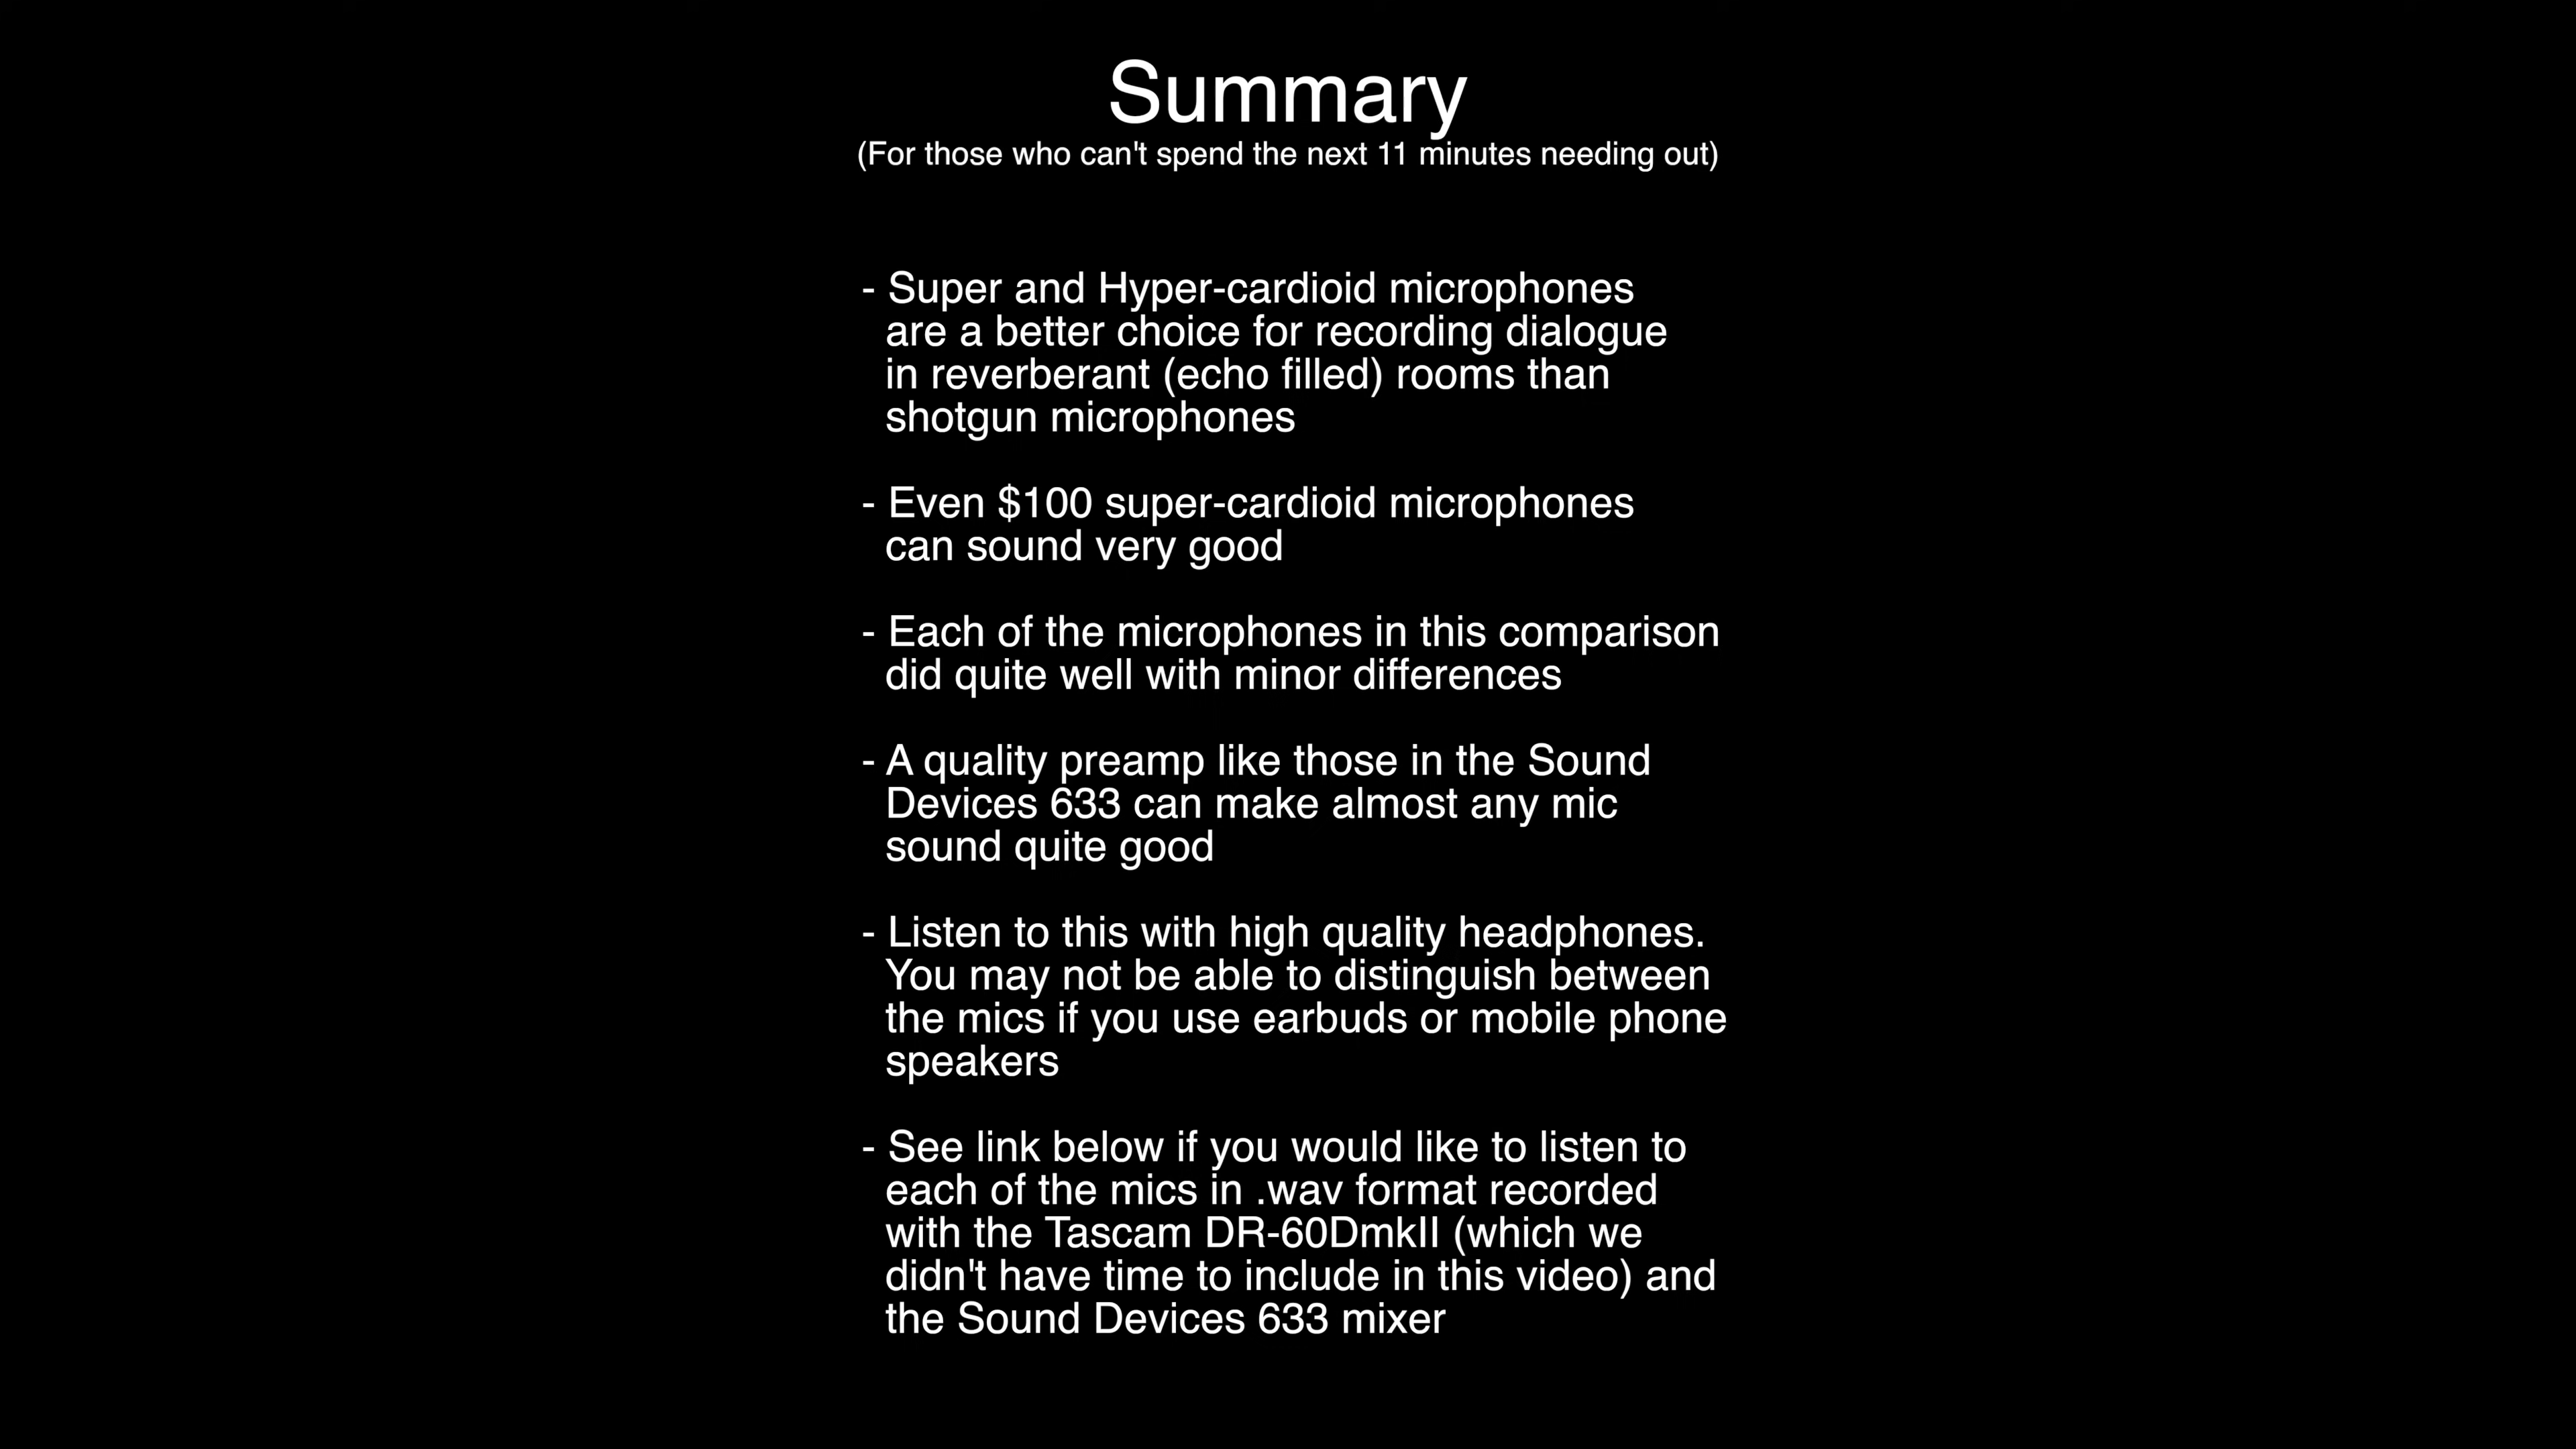 Summary
(For those who can't spend the next 11 minutes needing out)
- Super and Hyper-cardioid microphones
are a better choice for recording dialogue
in reverberant (echo filled) rooms than
shotgun microphones
- Even $100 super-cardioid microphones
can sound very good
- Each of the microphones in this comparison
did quite well with minor differences
- A quality preamp like those in the Sound
Devices 633 can make almost any mic
sound quite good
- Listen to this with high quality headphones.
You may not be able to distinguish between
the mics if you use earbuds or mobile phone
speakers
- See link below if you would like to listen to
each of the mics in .wav format recorded
with the Tascam DR-60DmkII (which we
didn't have time to include in this video) and
the Sound Devices 633 mixer